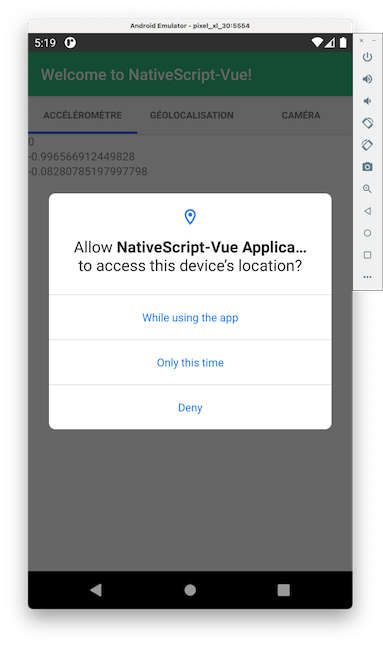 Android Emulator - pixel_xl_30:5554
5:19
Welcome to NativeScript-Vue!
ACCÉLÉROMÈTRE GÉOLOCALISATION CAMÉRA
0
-0.996566912449828
-0.08280785197997798
Allow NativeScript-Vue Applica...
to access this device's location?
While using the app
Only this time
Deny